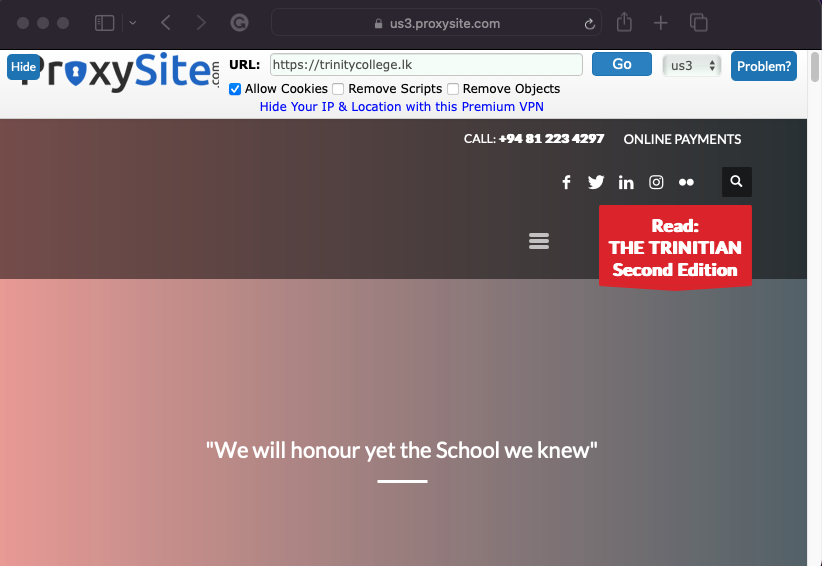 us3.proxysite.com
Hide
ProxySite.com
URL: https://trinitycollege.lk Go us3 Problem?
Allow Cookies Remove Scripts Remove Objects
Hide Your IP & Location with this Premium VPN
CALL: +94 81 223 4297 ONLINE PAYMENTS
Read:
THE TRINITIAN
Second Edition
"We will honour yet the School we knew"